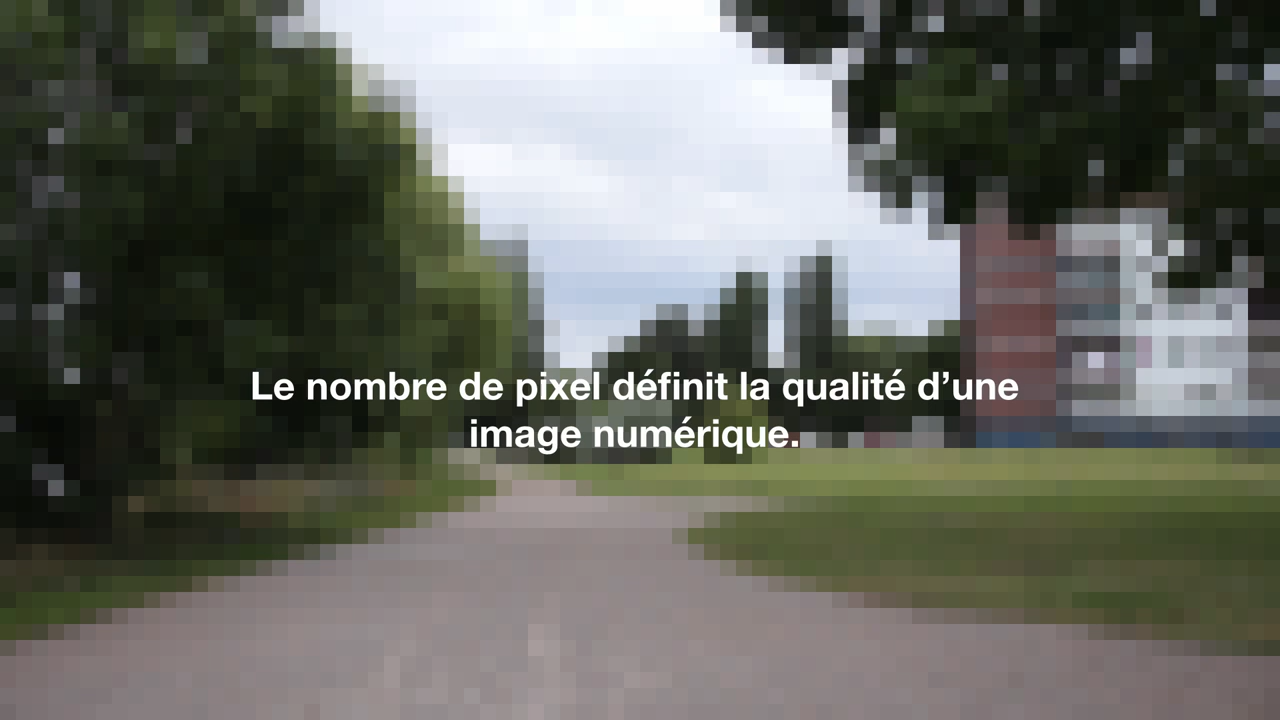 Le nombre de pixel définit la qualité d’une
image numérique.